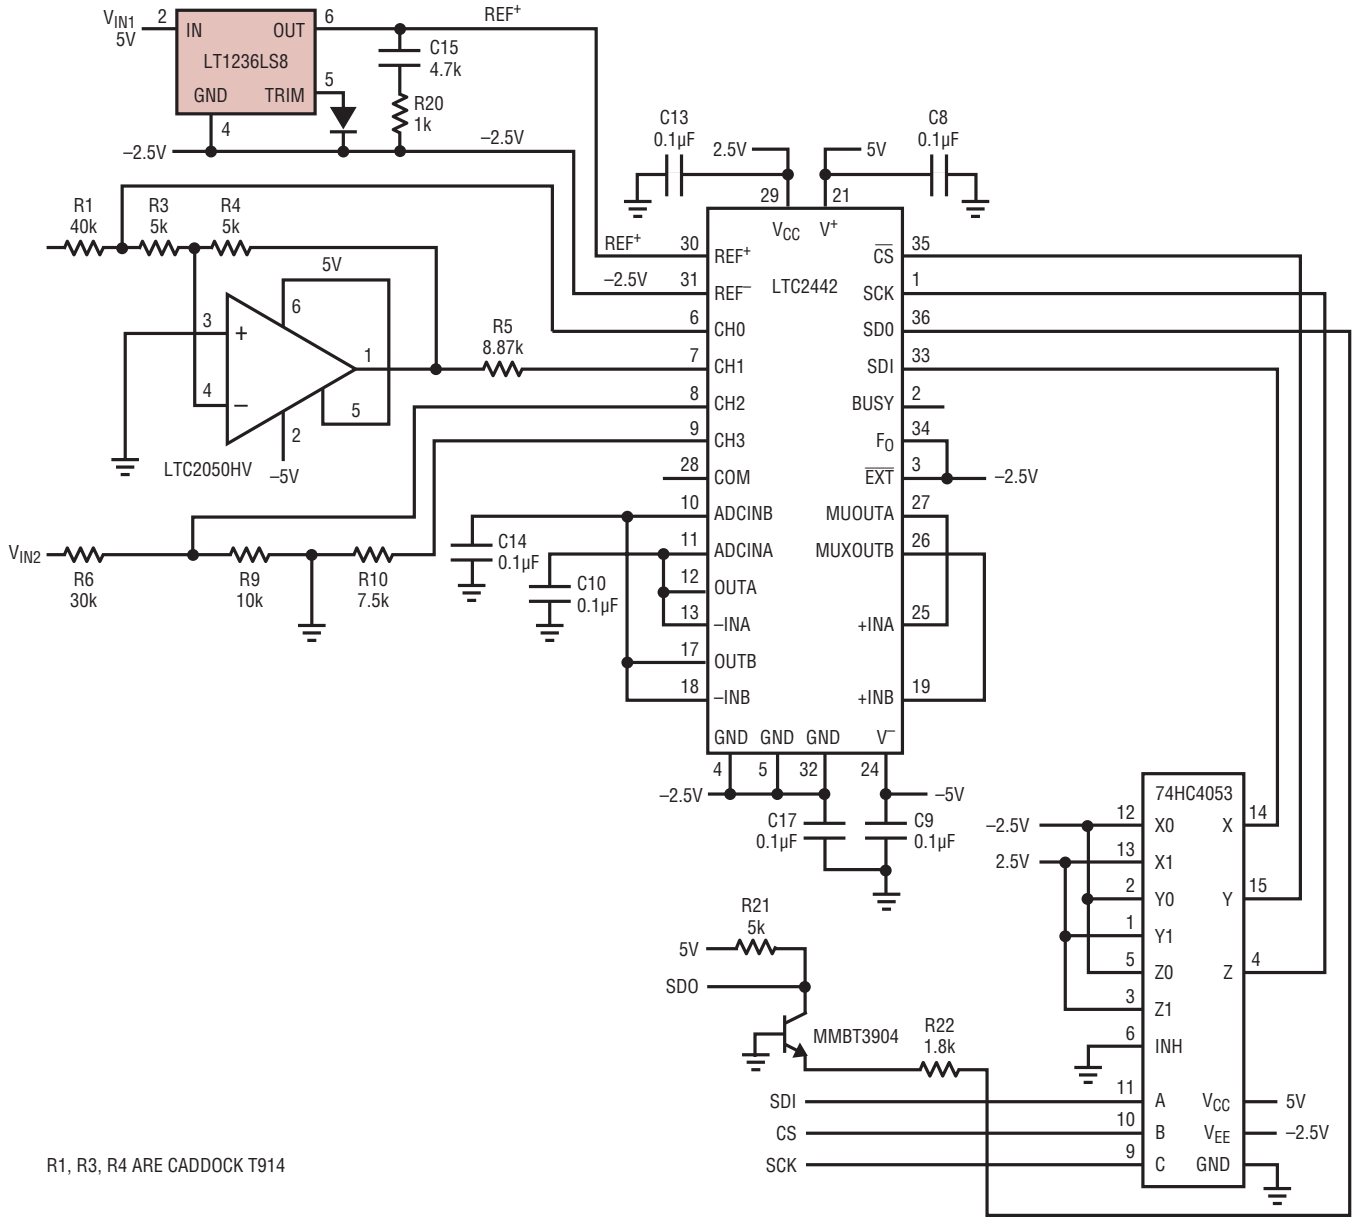 VIN1
5V
2
IN
OUT
6
REF+
LT1236LS8
GND
TRIM
5
4
C15
4.7k
R20
1k
–2.5V
–2.5V
C13
0.1µF
2.5V
5V
C8
0.1µF
29
21
VCC
V+
LTC2442
R1
40k
R3
5k
R4
5k
5V
6
3
+
4
–
1
5
2
LTC2050HV
–5V
R5
8.87k
REF+
30
REF+
–2.5V
31
REF–
6
CH0
7
CH1
8
CH2
9
CH3
28
COM
10
ADCINB
11
ADCINA
12
OUTA
13
–INA
17
OUTB
18
–INB
CS
35
SCK
1
SD0
36
SDI
33
BUSY
2
FO
34
EXT
3
–2.5V
MUOUTA
27
MUXOUTB
26
+INA
25
+INB
19
GND
GND
GND
V–
4
5
32
24
–2.5V
–5V
C17
0.1µF
C9
0.1µF
VIN2
R6
30k
R9
10k
R10
7.5k
C14
0.1µF
C10
0.1µF
74HC4053
–2.5V
12
X0
X
14
2.5V
13
X1
2
Y0
Y
15
1
Y1
5
Z0
Z
4
3
Z1
6
INH
11
A
VCC
5V
10
B
VEE
–2.5V
9
C
GND
R21
5k
5V
SDO
MMBT3904
R22
1.8k
SDI
CS
SCK
R1, R3, R4 ARE CADDOCK T914